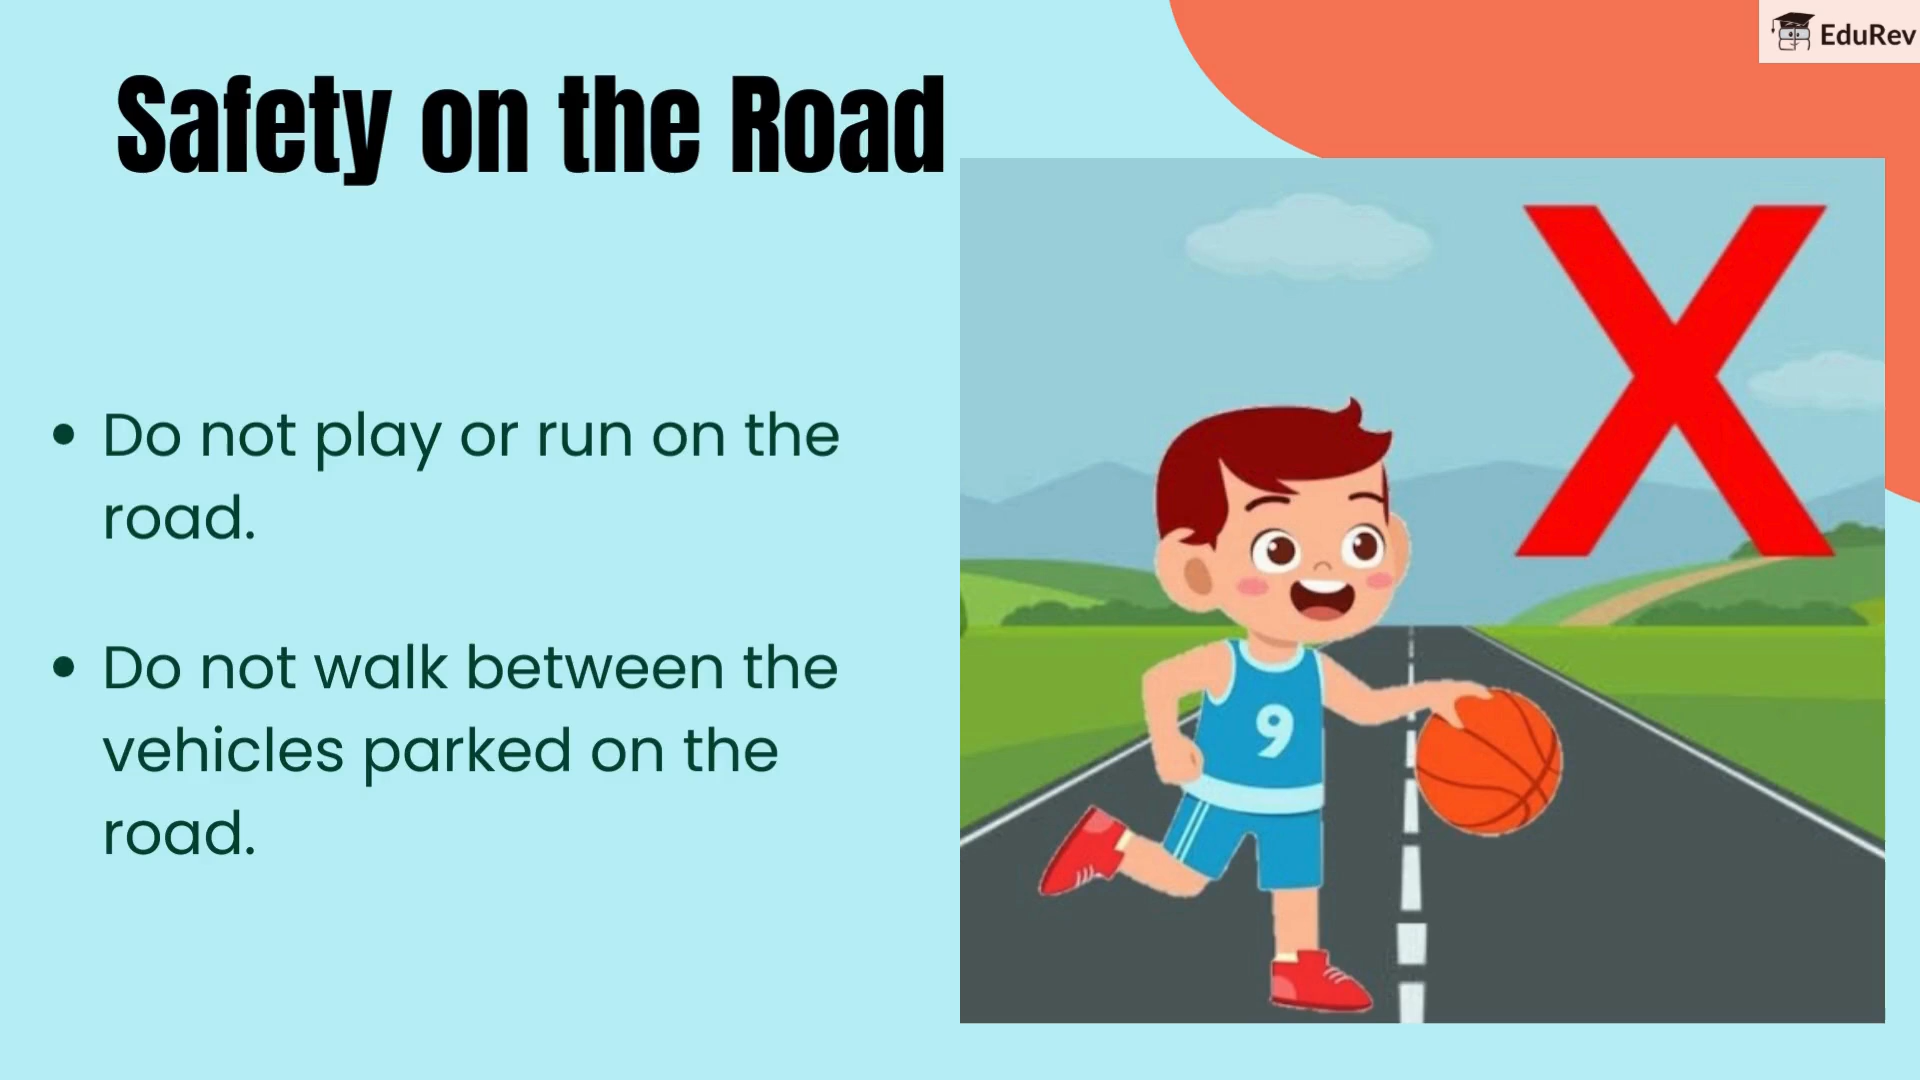 EduRev
Safety on the Road
X
• Do not play or run on the
road.
• Do not walk between the
vehicles parked on the
road.
9